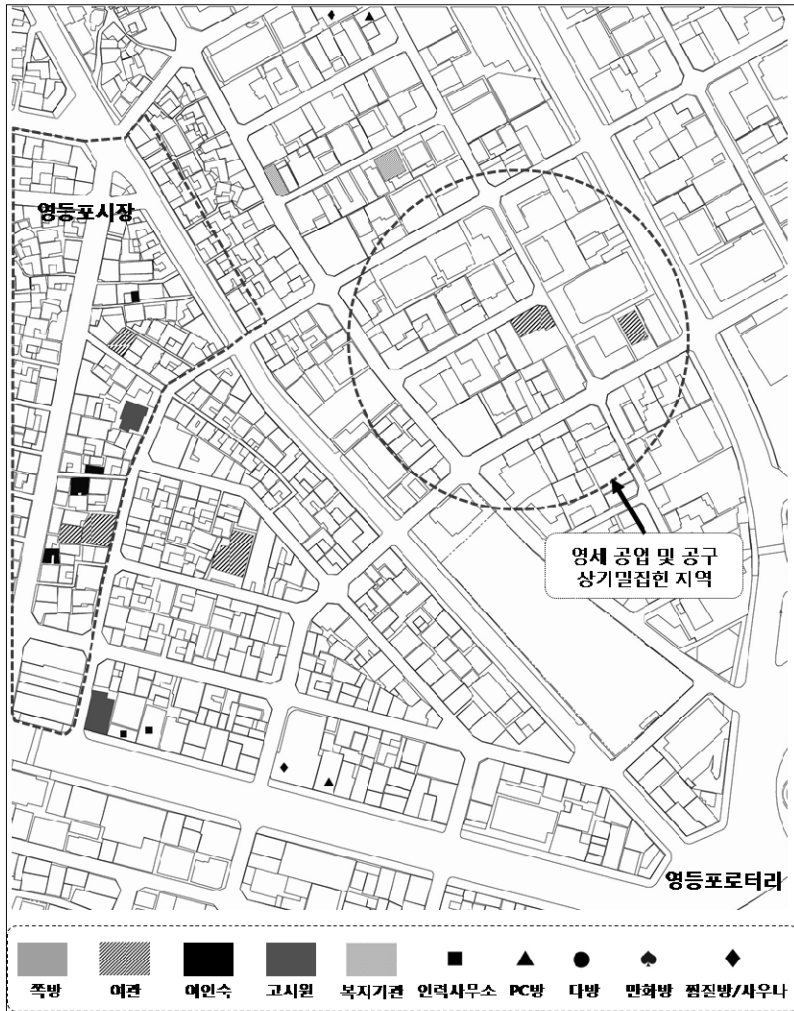 영등포시장
영세 공업 및 공구
상기밀집힌 지역
영등포로터리
쪽방 여관 여인숙 고시원 복지기관 인력사무소 PC방 다방 만화방 찜질방/사우나